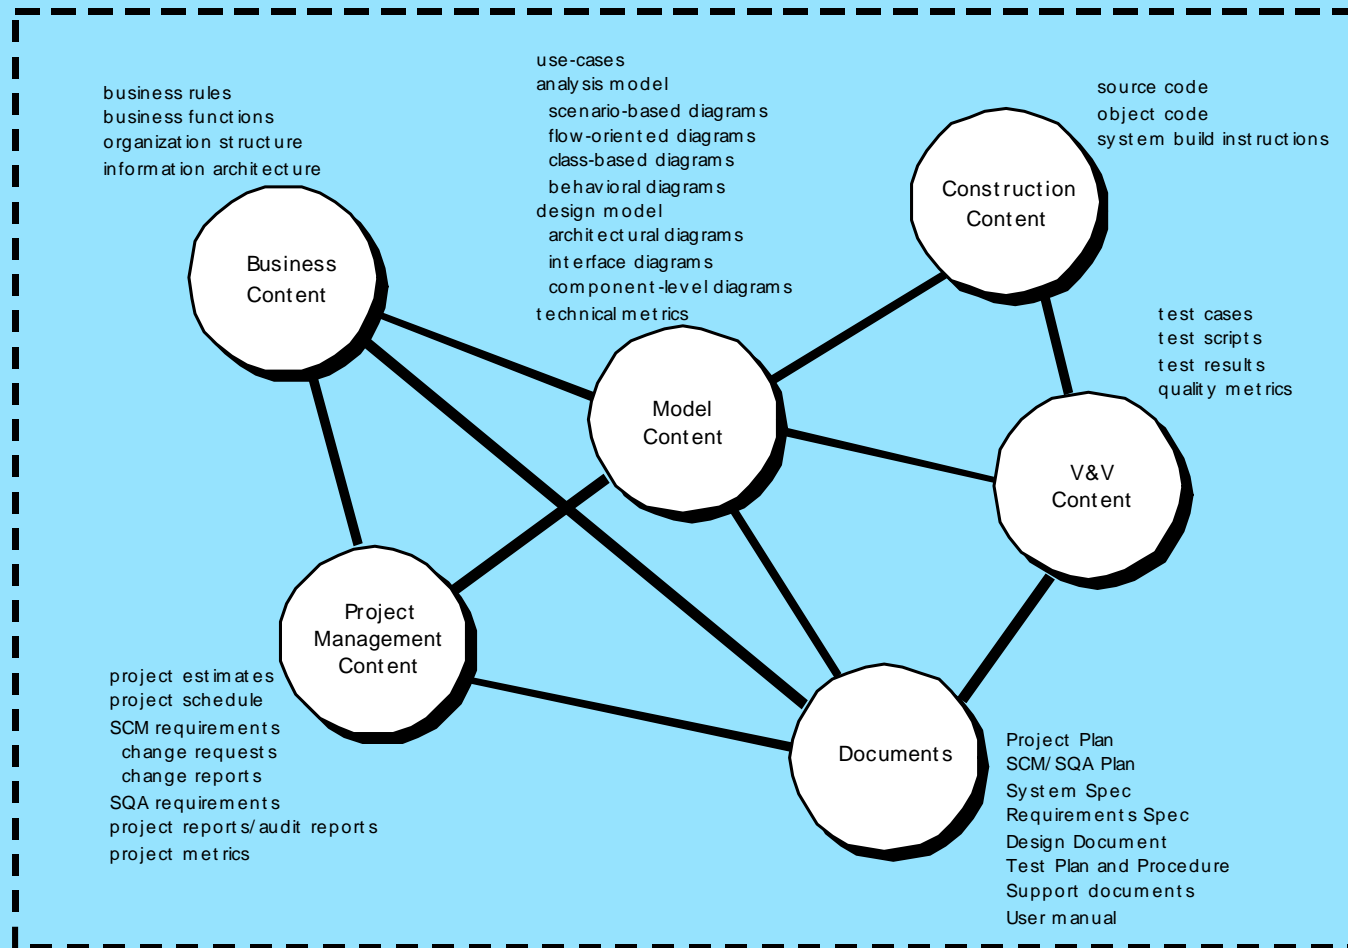 business rules
business functions
organization structure
information architecture
Business
Content
use-cases
analysis model
scenario-based diagrams
flow-oriented diagrams
class-based diagrams
behavioral diagrams
design model
architectural diagrams
interface diagrams
component-level diagrams
technical metrics
Model
Content
source code
object code
system build instructions
Construction
Content
test cases
test scripts
test results
quality metrics
V&V
Content
Project
Management
Content
project estimates
project schedule
SCM requirements
change requests
change reports
SQA requirements
project reports/audit reports
project metrics
Documents
Project Plan
SCM/SQA Plan
System Spec
Requirements Spec
Design Document
Test Plan and Procedure
Support documents
User manual